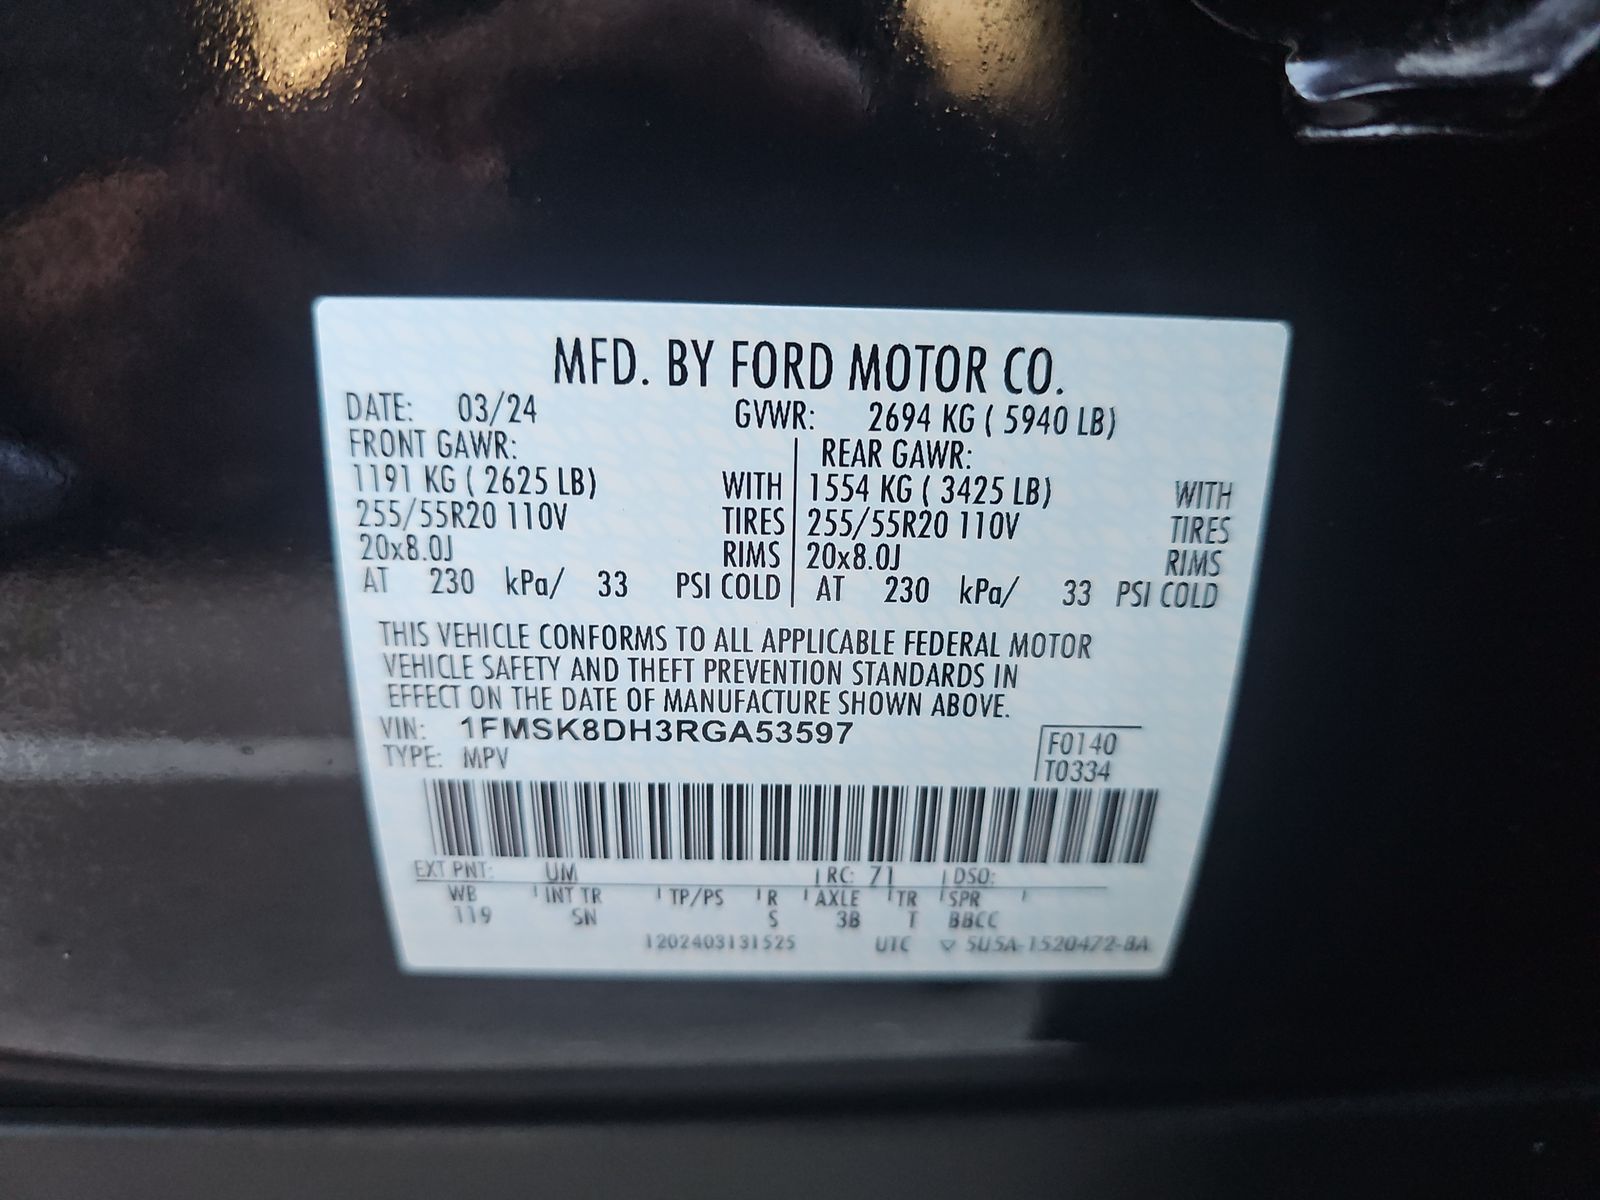 MFD. BY FORD MOTOR CO.
DATE: 03/24 GVWR: 2694 KG ( 5940 LB)
FRONT GAWR: REAR GAWR:
1191 KG ( 2625 LB) WITH 1554 KG ( 3425 LB) WITH
255/55R20 110V TIRES 255/55R20 110V TIRES
20x8.0J RIMS 20x8.0J RIMS
AT 230 kPa/ 33 PSI COLD AT 230 kPa/ 33 PSI COLD
THIS VEHICLE CONFORMS TO ALL APPLICABLE FEDERAL MOTOR
VEHICLE SAFETY AND THEFT PREVENTION STANDARDS IN
EFFECT ON THE DATE OF MANUFACTURE SHOWN ABOVE.
VIN: 1FMSK8DH3RGA53597
TYPE: MPV
F0140
T0334
EXT PNT: UM RC: 71 DSO:
WB INT TR TP/PS R AXLE TR SPR
119 SN S 3B T BBCC
1202403131525 UTC ▽ 5U5A-1520472-BA